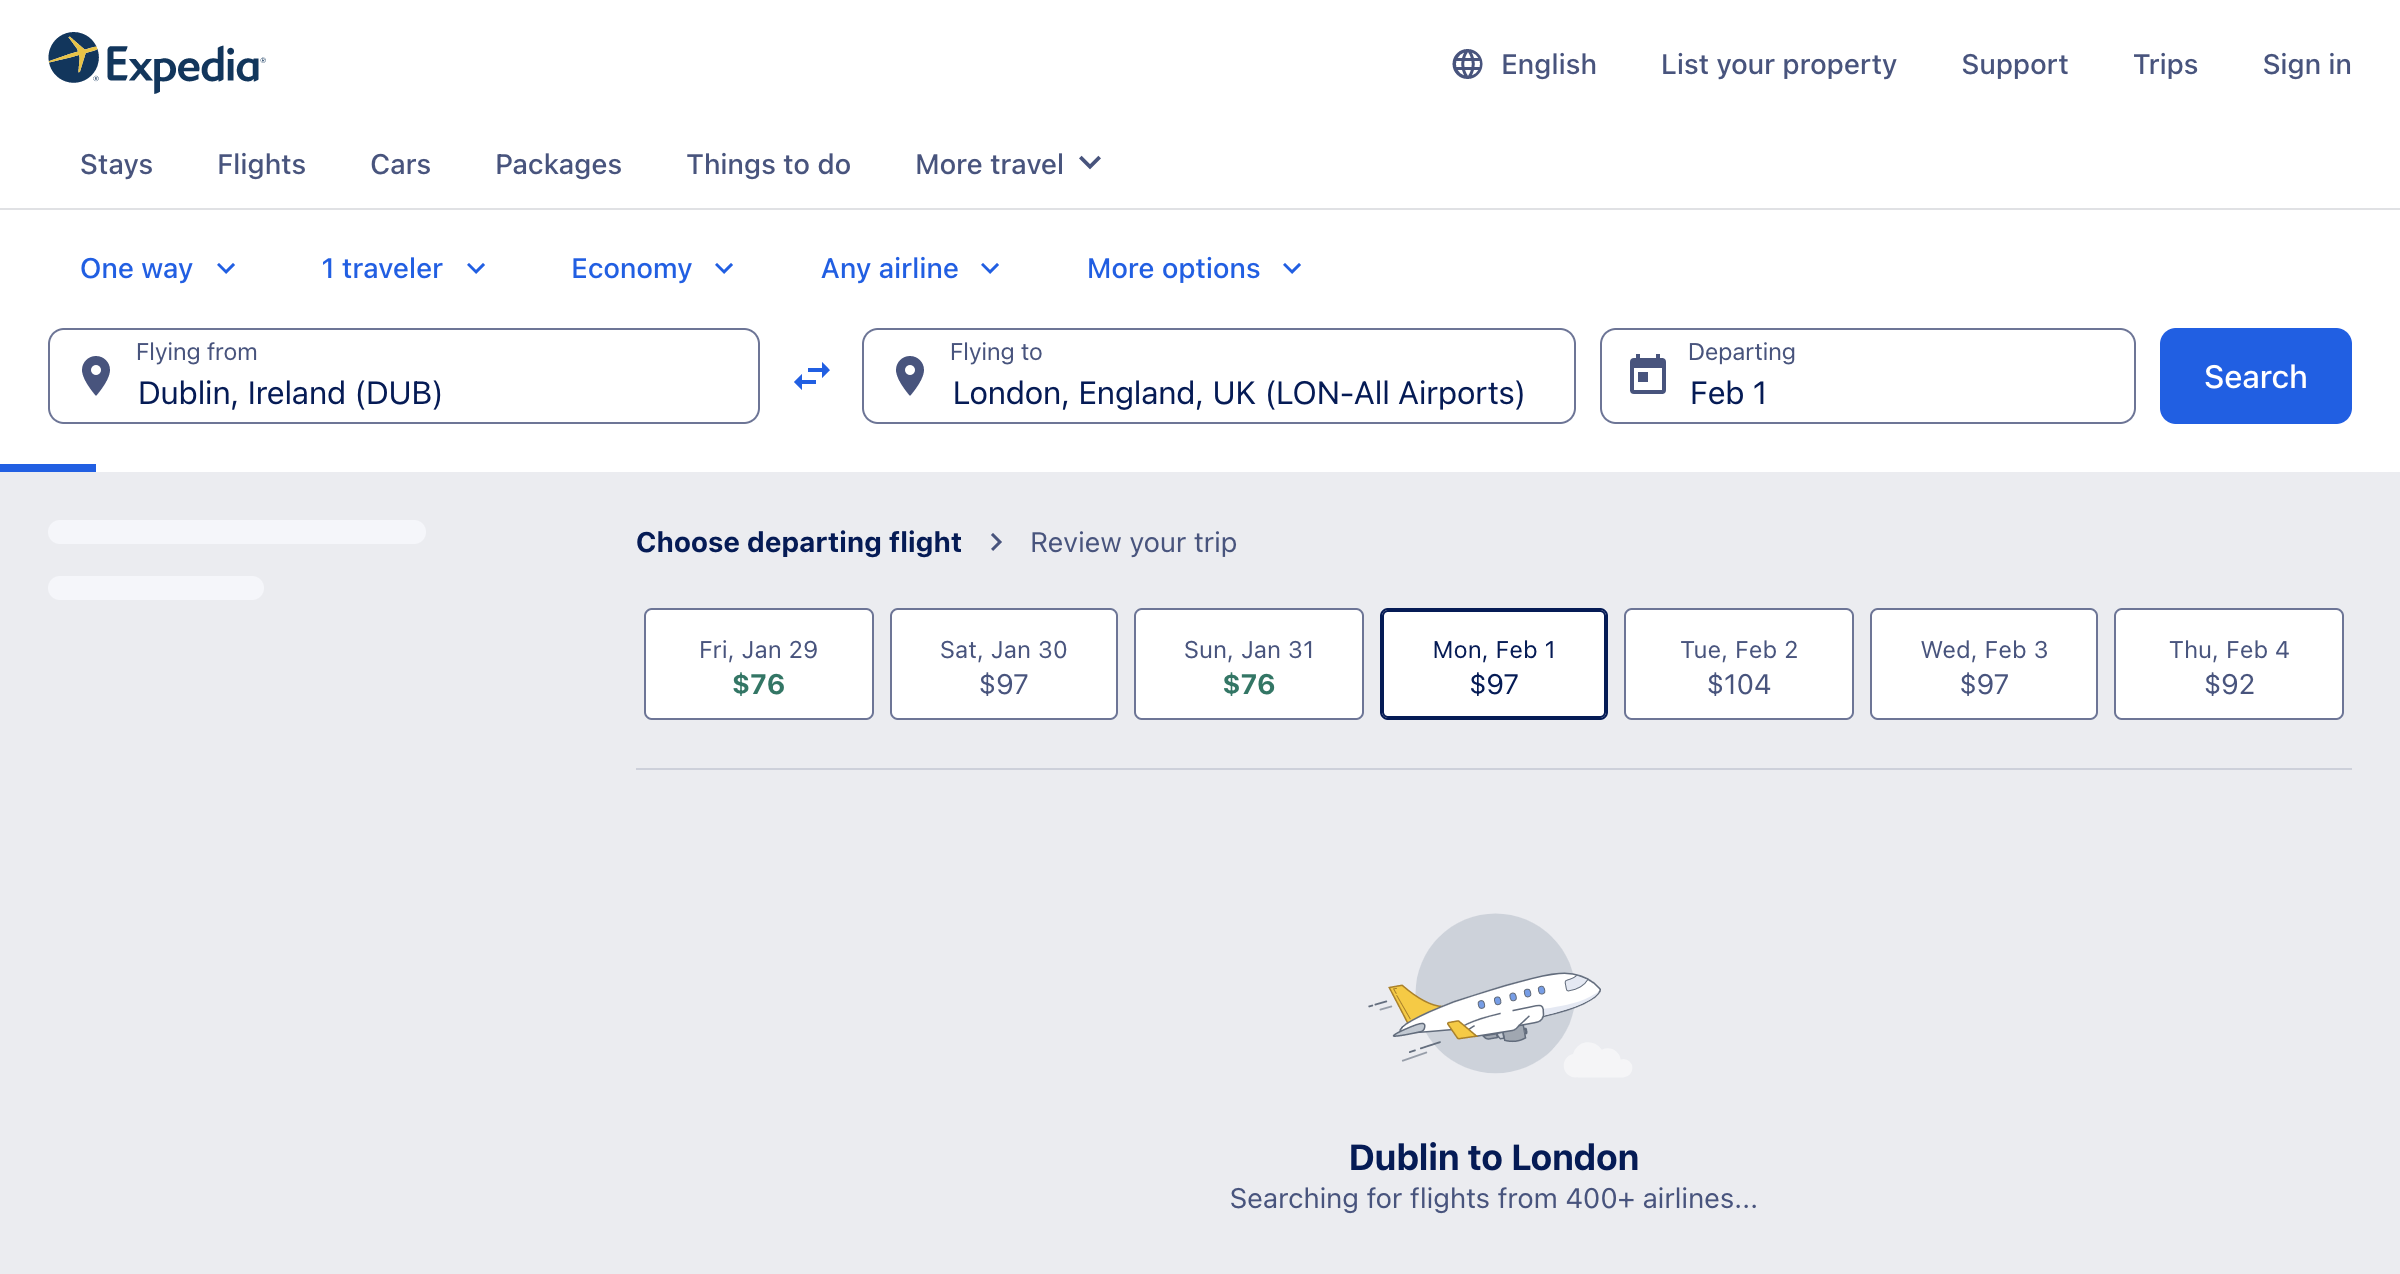 Expedia
English
List your property
Support
Trips
Sign in
Stays
Flights
Cars
Packages
Things to do
More travel
One way
1 traveler
Economy
Any airline
More options
Flying from
Dublin, Ireland (DUB)
Flying to
London, England, UK (LON-All Airports)
Departing
Feb 1
Search
Choose departing flight
Review your trip
Fri, Jan 29
$76
Sat, Jan 30
$97
Sun, Jan 31
$76
Mon, Feb 1
$97
Tue, Feb 2
$104
Wed, Feb 3
$97
Thu, Feb 4
$92
Dublin to London
Searching for flights from 400+ airlines...